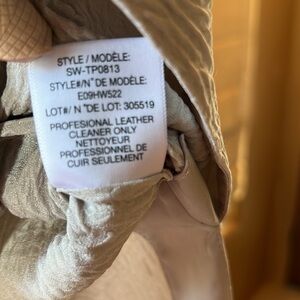 STYLE / MODÈLE:
SW-TP0813
STYLE#/N° DE MODÈLE:
E09HW522
LOT#/ N °DE LOT: 305519
PROFESIONAL LEATHER
CLEANER ONLY
NETTOYEUR
PROFESSIONNEL DE
CUIR SEULEMENT